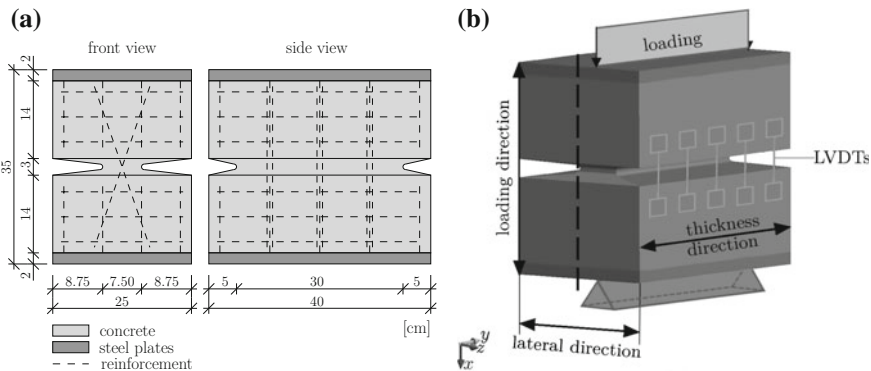 (a)
front view
side view
2
14
3
14
2
35
8.75
7.50
8.75
25
5
30
5
40
[cm]
concrete
steel plates
reinforcement
(b)
loading
loading direction
LVDTs
thickness
direction
lateral direction
y
z
x